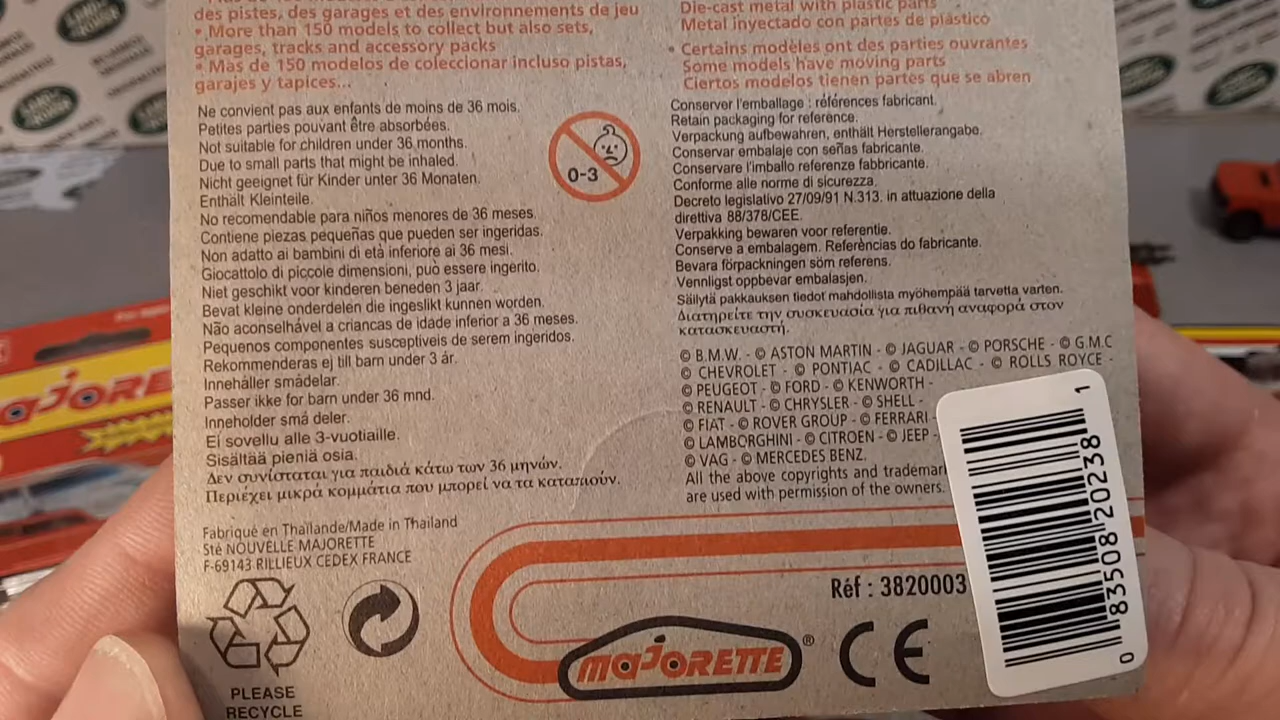 des pistes, des garages et des environnements de jeu
• More than 150 models to collect but also sets,
garages, tracks and accessory packs
• Mas de 150 modelos de coleccionar incluso pistas,
garajes y tapices...
Die-cast metal with plastic parts
Metal inyectado con partes de plástico
• Certains modèles ont des parties ouvrantes
Some models have moving parts
Ciertos modelos tienen partes que se abren
Ne convient pas aux enfants de moins de 36 mois.
Petites parties pouvant être absorbées.
Not suitable for children under 36 months.
Due to small parts that might be inhaled.
Nicht geeignet für Kinder unter 36 Monaten.
Enthält Kleinteile.
No recomendable para niños menores de 36 meses.
Contiene piezas pequeñas que pueden ser ingeridas.
Non adatto ai bambini di età inferiore ai 36 mesi.
Giocattolo di piccole dimensioni, può essere ingerito.
Niet geschikt voor kinderen beneden 3 jaar.
Bevat kleine onderdelen die ingeslikt kunnen worden.
Não aconselhável a criancas de idade inferior a 36 meses.
Pequenos componentes susceptiveis de serem ingeridos.
Rekommenderas ej till barn under 3 år.
Innehåller smådelar.
Passer ikke for barn under 36 mnd.
Inneholder små deler.
Ei sovellu alle 3-vuotiaille.
Sisältää pieniä osia.
Δεν συνίσταται για παιδιά κάτω των 36 μηνών.
Περιέχει μικρά κομμάτια που μπορεί να τα καταπιούν.
0-3
Conserver l'emballage : références fabricant.
Retain packaging for reference.
Verpackung aufbewahren, enthält Herstellerangabe.
Conservar embalaje con señas fabricante.
Conservare l'imballo referenze fabbricante.
Conforme alle norme di sicurezza.
Decreto legislativo 27/09/91 N.313. in attuazione della
direttiva 88/378/CEE.
Verpakking bewaren voor referentie.
Conserve a embalagem. Referências do fabricante.
Bevara förpackningen söm referens.
Vennligst oppbevar embalasjen.
Säilytä pakkauksen tiedot mahdollista myöhempää tarvetta varten.
Διατηρείτε την συσκευασία για πιθανή αναφορά στον
κατασκευαστή.
© B.M.W. - © ASTON MARTIN - © JAGUAR - © PORSCHE - © G.M.C
© CHEVROLET - © PONTIAC - © CADILLAC - © ROLLS ROYCE -
© PEUGEOT - © FORD - © KENWORTH -
© RENAULT - © CHRYSLER - © SHELL -
© FIAT - © ROVER GROUP - © FERRARI -
© LAMBORGHINI - © CITROEN - © JEEP -
© VAG - © MERCEDES BENZ.
All the above copyrights and trademar
are used with permission of the owners.
Fabriqué en Thaïlande/Made in Thailand
Sté NOUVELLE MAJORETTE
F-69143 RILLIEUX CEDEX FRANCE
PLEASE
RECYCLE
Réf : 3820003
majorette ®
CE
0 83508 20238 1
majore
LAND ROVER